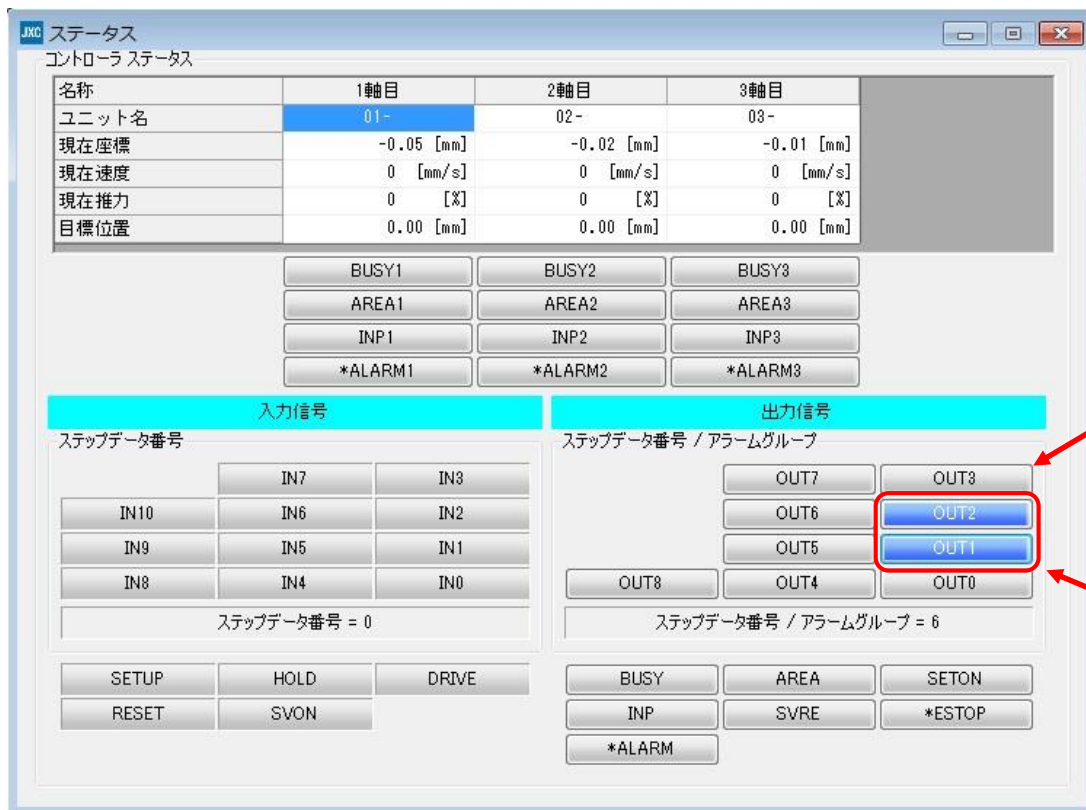 JXC ステータス
コントローラ ステータス
名称 1軸目 2軸目 3軸目
ユニット名 01- 02- 03-
現在座標 -0.05 [mm] -0.02 [mm] -0.01 [mm]
現在速度 0 [mm/s] 0 [mm/s] 0 [mm/s]
現在推力 0 [%] 0 [%] 0 [%]
目標位置 0.00 [mm] 0.00 [mm] 0.00 [mm]
BUSY1 BUSY2 BUSY3
AREA1 AREA2 AREA3
INP1 INP2 INP3
*ALARM1 *ALARM2 *ALARM3
入力信号 出力信号
ステップデータ番号 ステップデータ番号 / アラームグループ
IN7 IN3 OUT7 OUT3
IN10 IN6 IN2 OUT6 OUT2
IN9 IN5 IN1 OUT5 OUT1
IN8 IN4 IN0 OUT8 OUT4 OUT0
ステップデータ番号 = 0 ステップデータ番号 / アラームグループ = 6
SETUP HOLD DRIVE BUSY AREA SETON
RESET SVON INP SVRE *ESTOP
*ALARM